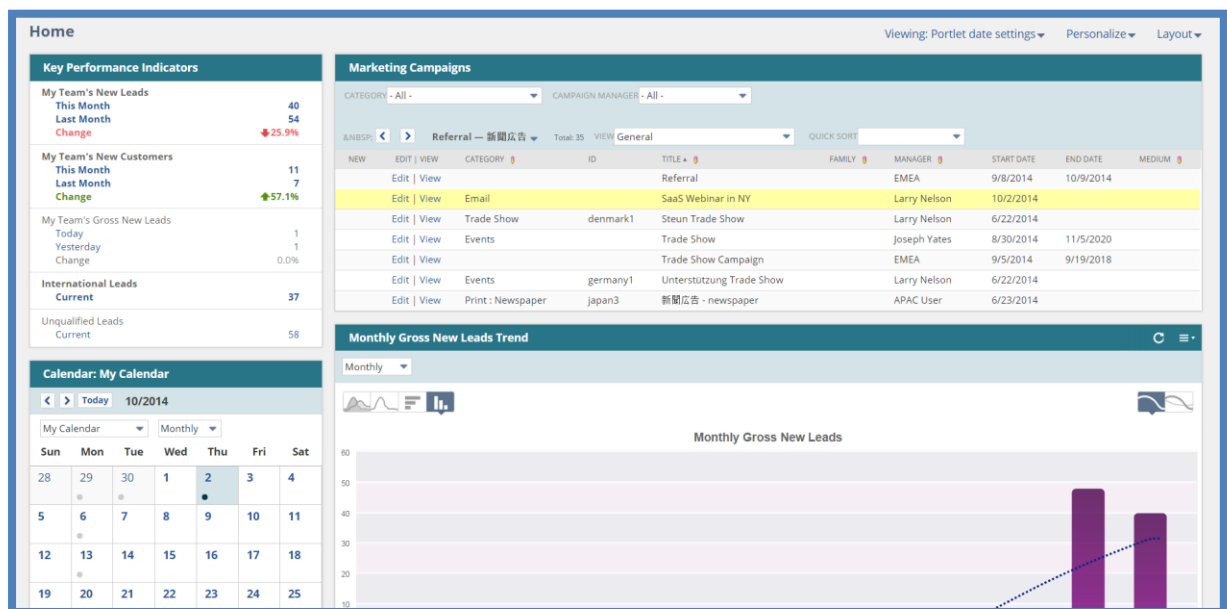 Home
Viewing: Portlet date settings Personalize Layout
Key Performance Indicators
My Team's New Leads
This Month 40
Last Month 54
Change 25.9%
My Team's New Customers
This Month 11
Last Month 7
Change 57.1%
My Team's Gross New Leads
Today 1
Yesterday 1
Change 0.0%
International Leads
Current 37
Unqualified Leads
Current 58
Calendar: My Calendar
Today 10/2014
My Calendar Monthly
Sun Mon Tue Wed Thu Fri Sat
28 29 30 1 2 3 4
5 6 7 8 9 10 11
12 13 14 15 16 17 18
19 20 21 22 23 24 25
Marketing Campaigns
CATEGORY - All - CAMPAIGN MANAGER - All -
&NBSP; Referral — 新聞広告 Total: 35 VIEW General QUICK SORT
NEW EDIT | VIEW CATEGORY ID TITLE FAMILY MANAGER START DATE END DATE MEDIUM
Edit | View Referral EMEA 9/8/2014 10/9/2014
Edit | View Email SaaS Webinar in NY Larry Nelson 10/2/2014
Edit | View Trade Show denmark1 Steun Trade Show Larry Nelson 6/22/2014
Edit | View Events Trade Show Joseph Yates 8/30/2014 11/5/2020
Edit | View Trade Show Campaign EMEA 9/5/2014 9/19/2018
Edit | View Events germany1 Unterstützung Trade Show Larry Nelson 6/22/2014
Edit | View Print : Newspaper japan3 新聞広告 - newspaper APAC User 6/23/2014
Monthly Gross New Leads Trend
Monthly
Monthly Gross New Leads
60
50
40
30
20
10